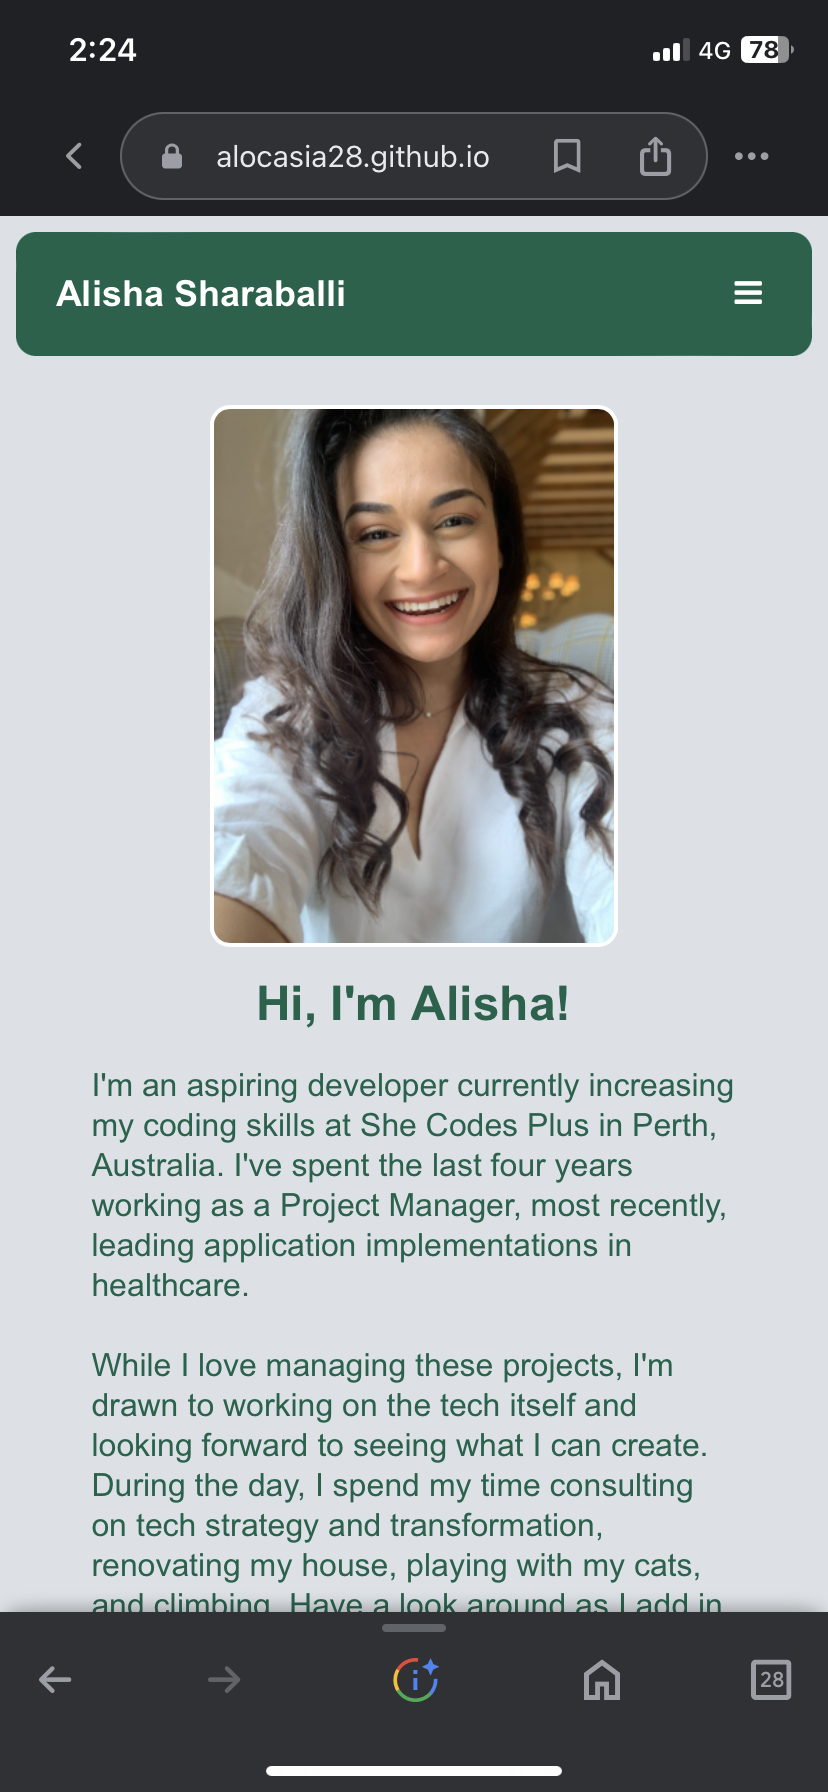 2:24
4G
78
alocasia28.github.io
Alisha Sharaballi
Hi, I'm Alisha!
I'm an aspiring developer currently increasing
my coding skills at She Codes Plus in Perth,
Australia. I've spent the last four years
working as a Project Manager, most recently,
leading application implementations in
healthcare.
While I love managing these projects, I'm
drawn to working on the tech itself and
looking forward to seeing what I can create.
During the day, I spend my time consulting
on tech strategy and transformation,
renovating my house, playing with my cats,
and climbing. Have a look around as I add in
28